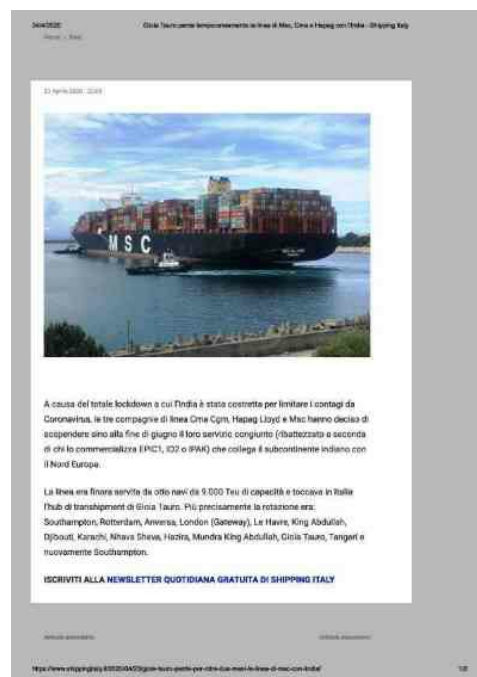 Gioia Tauro perde temporaneamente la linea di Msc, Cma e Hapag con l'India - Shipping Italy
MSC
A causa del totale lockdown a cui l'India è stata costretta per limitare i contagi da
Coronavirus, le tre compagnie di linea Cma Cgm, Hapag Lloyd e Msc hanno deciso di
sospendere sino alla fine di giugno il loro servizio congiunto (ribattezzato a seconda
di chi lo commercializza EPIC1, IO2 o IPAK) che collega il subcontinente indiano con
il Nord Europa.
La linea era finora servita da otto navi da 9.000 Teu di capacità e toccava in Italia
l'hub di transhipment di Gioia Tauro. Più precisamente la rotazione era:
Southampton, Rotterdam, Anversa, London (Gateway), Le Havre, King Abdullah,
Djibouti, Karachi, Nhava Sheva, Hazira, Mundra King Abdullah, Gioia Tauro, Tangeri e
nuovamente Southampton.
ISCRIVITI ALLA NEWSLETTER QUOTIDIANA GRATUITA DI SHIPPING ITALY